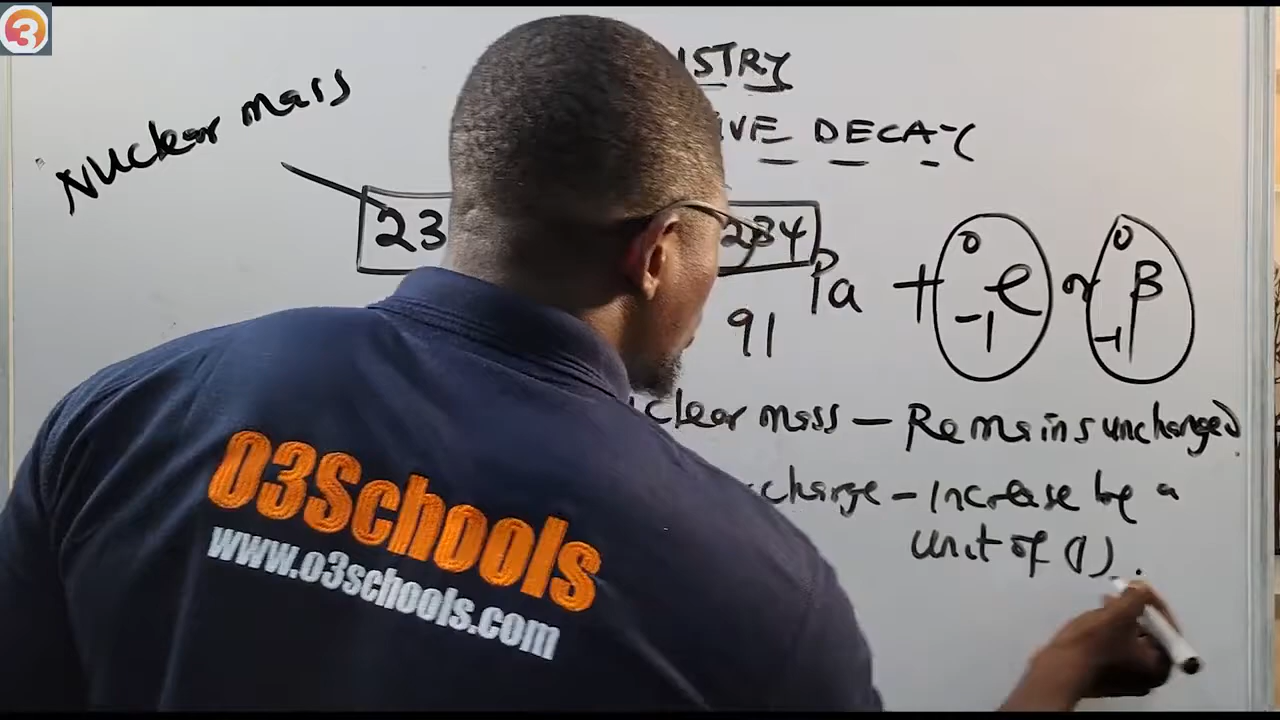 3
ISTRY
IVE DECAY
Nuclear mass
23 234
Pa + 0 -1 e ~ 0 -1 β
91
clear mass – Remains unchanged.
charge – Increase by a
unit of (1).
O3Schools
www.o3schools.com